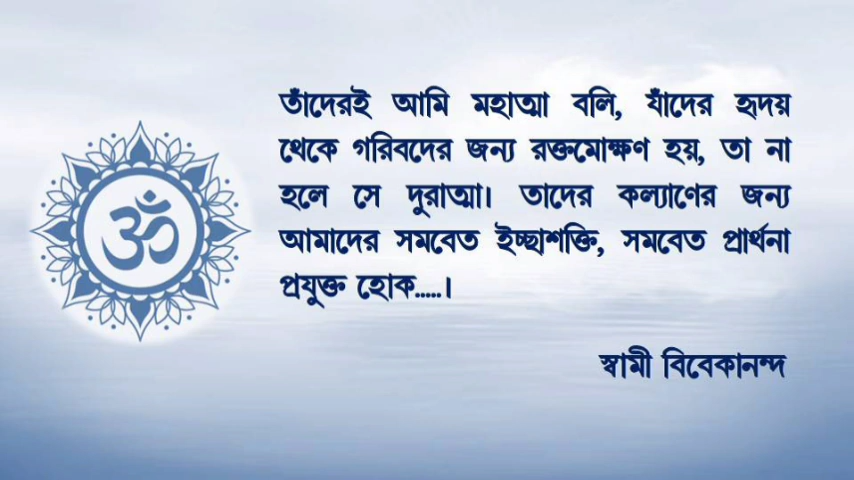 ॐ
তাঁদেরই আমি মহাত্মা বলি, যাঁদের হৃদয়
থেকে গরিবদের জন্য রক্তমোক্ষণ হয়, তা না
হলে সে দুরাত্মা। তাদের কল্যাণের জন্য
আমাদের সমবেত ইচ্ছাশক্তি, সমবেত প্রার্থনা
প্রযুক্ত হোক.....।
স্বামী বিবেকানন্দ